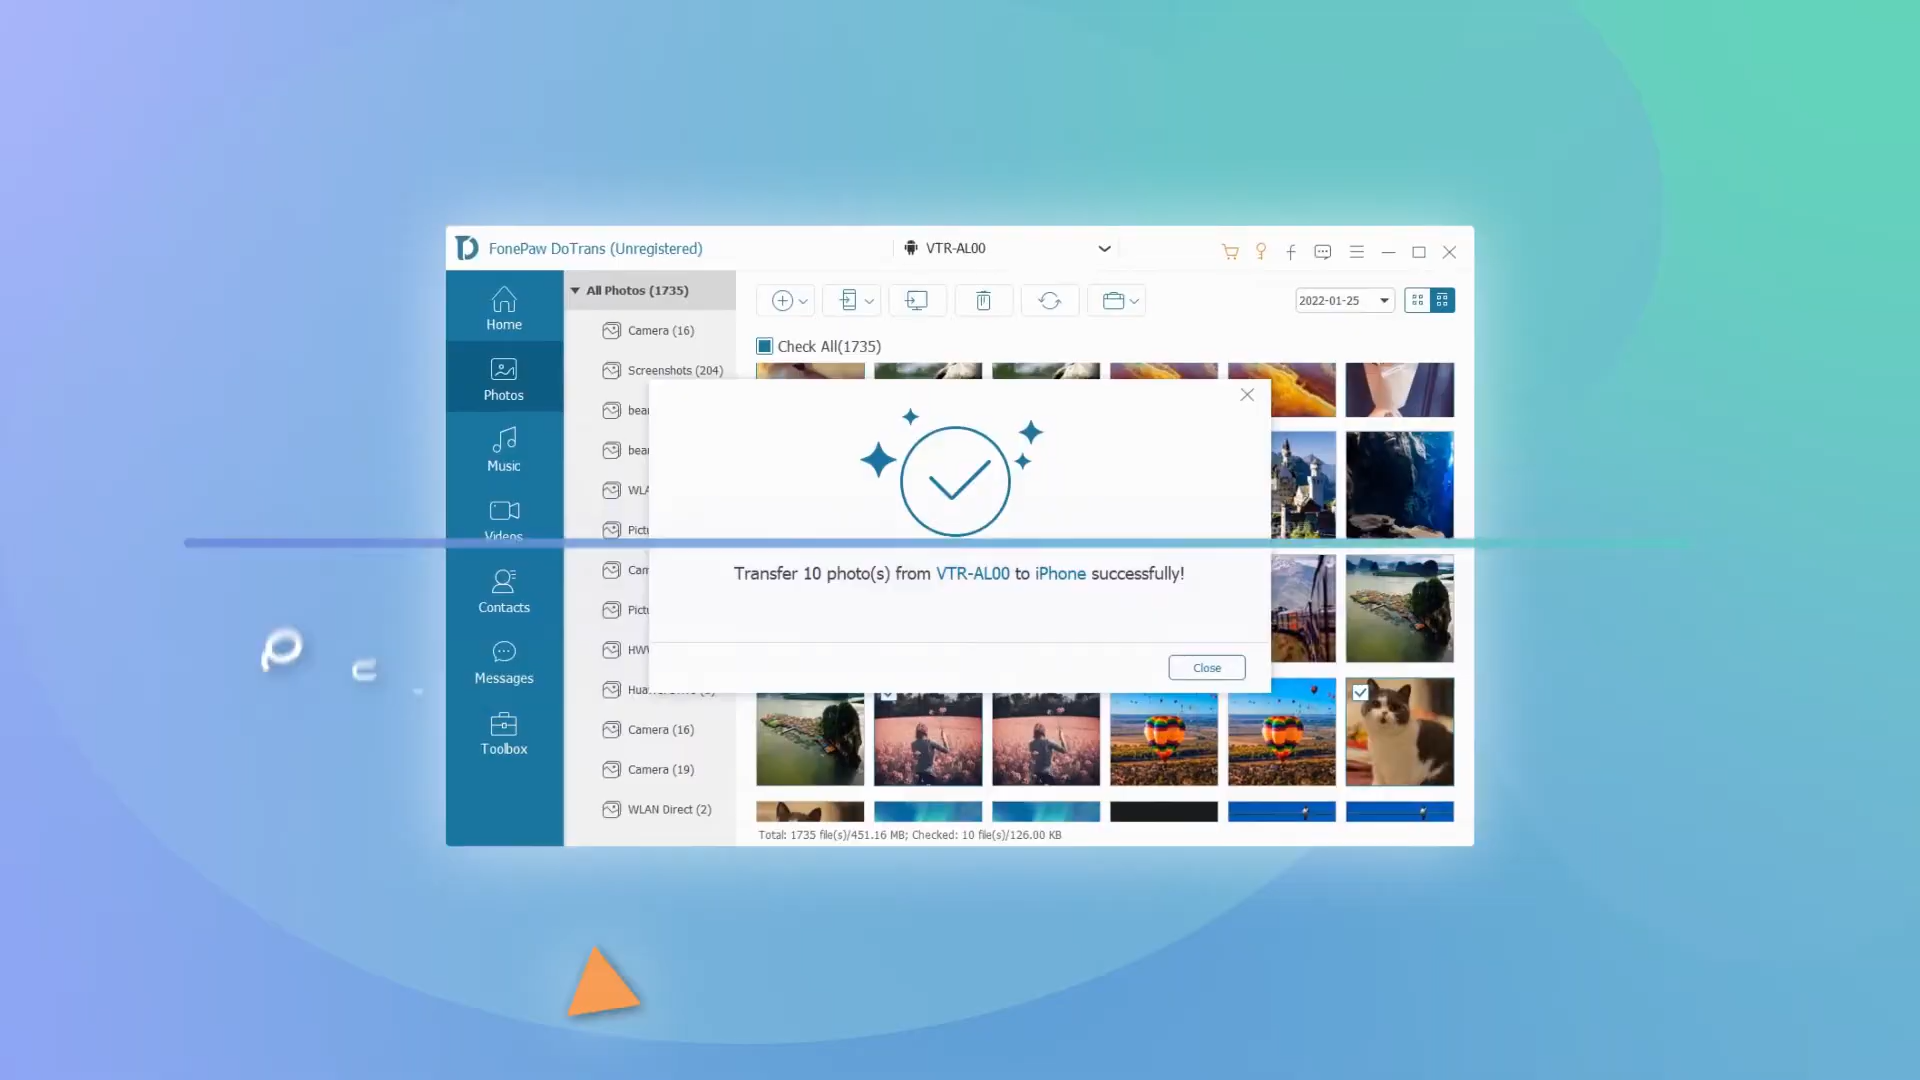 FonePaw DoTrans (Unregistered)
VTR-AL00
Home
Photos
Music
Videos
Contacts
Messages
Toolbox
All Photos (1735)
Camera (16)
Screenshots (204)
Camera (16)
Camera (19)
WLAN Direct (2)
2022-01-25
Check All(1735)
Transfer 10 photo(s) from VTR-AL00 to iPhone successfully!
Close
Total: 1735 file(s)/451.16 MB; Checked: 10 file(s)/126.00 KB